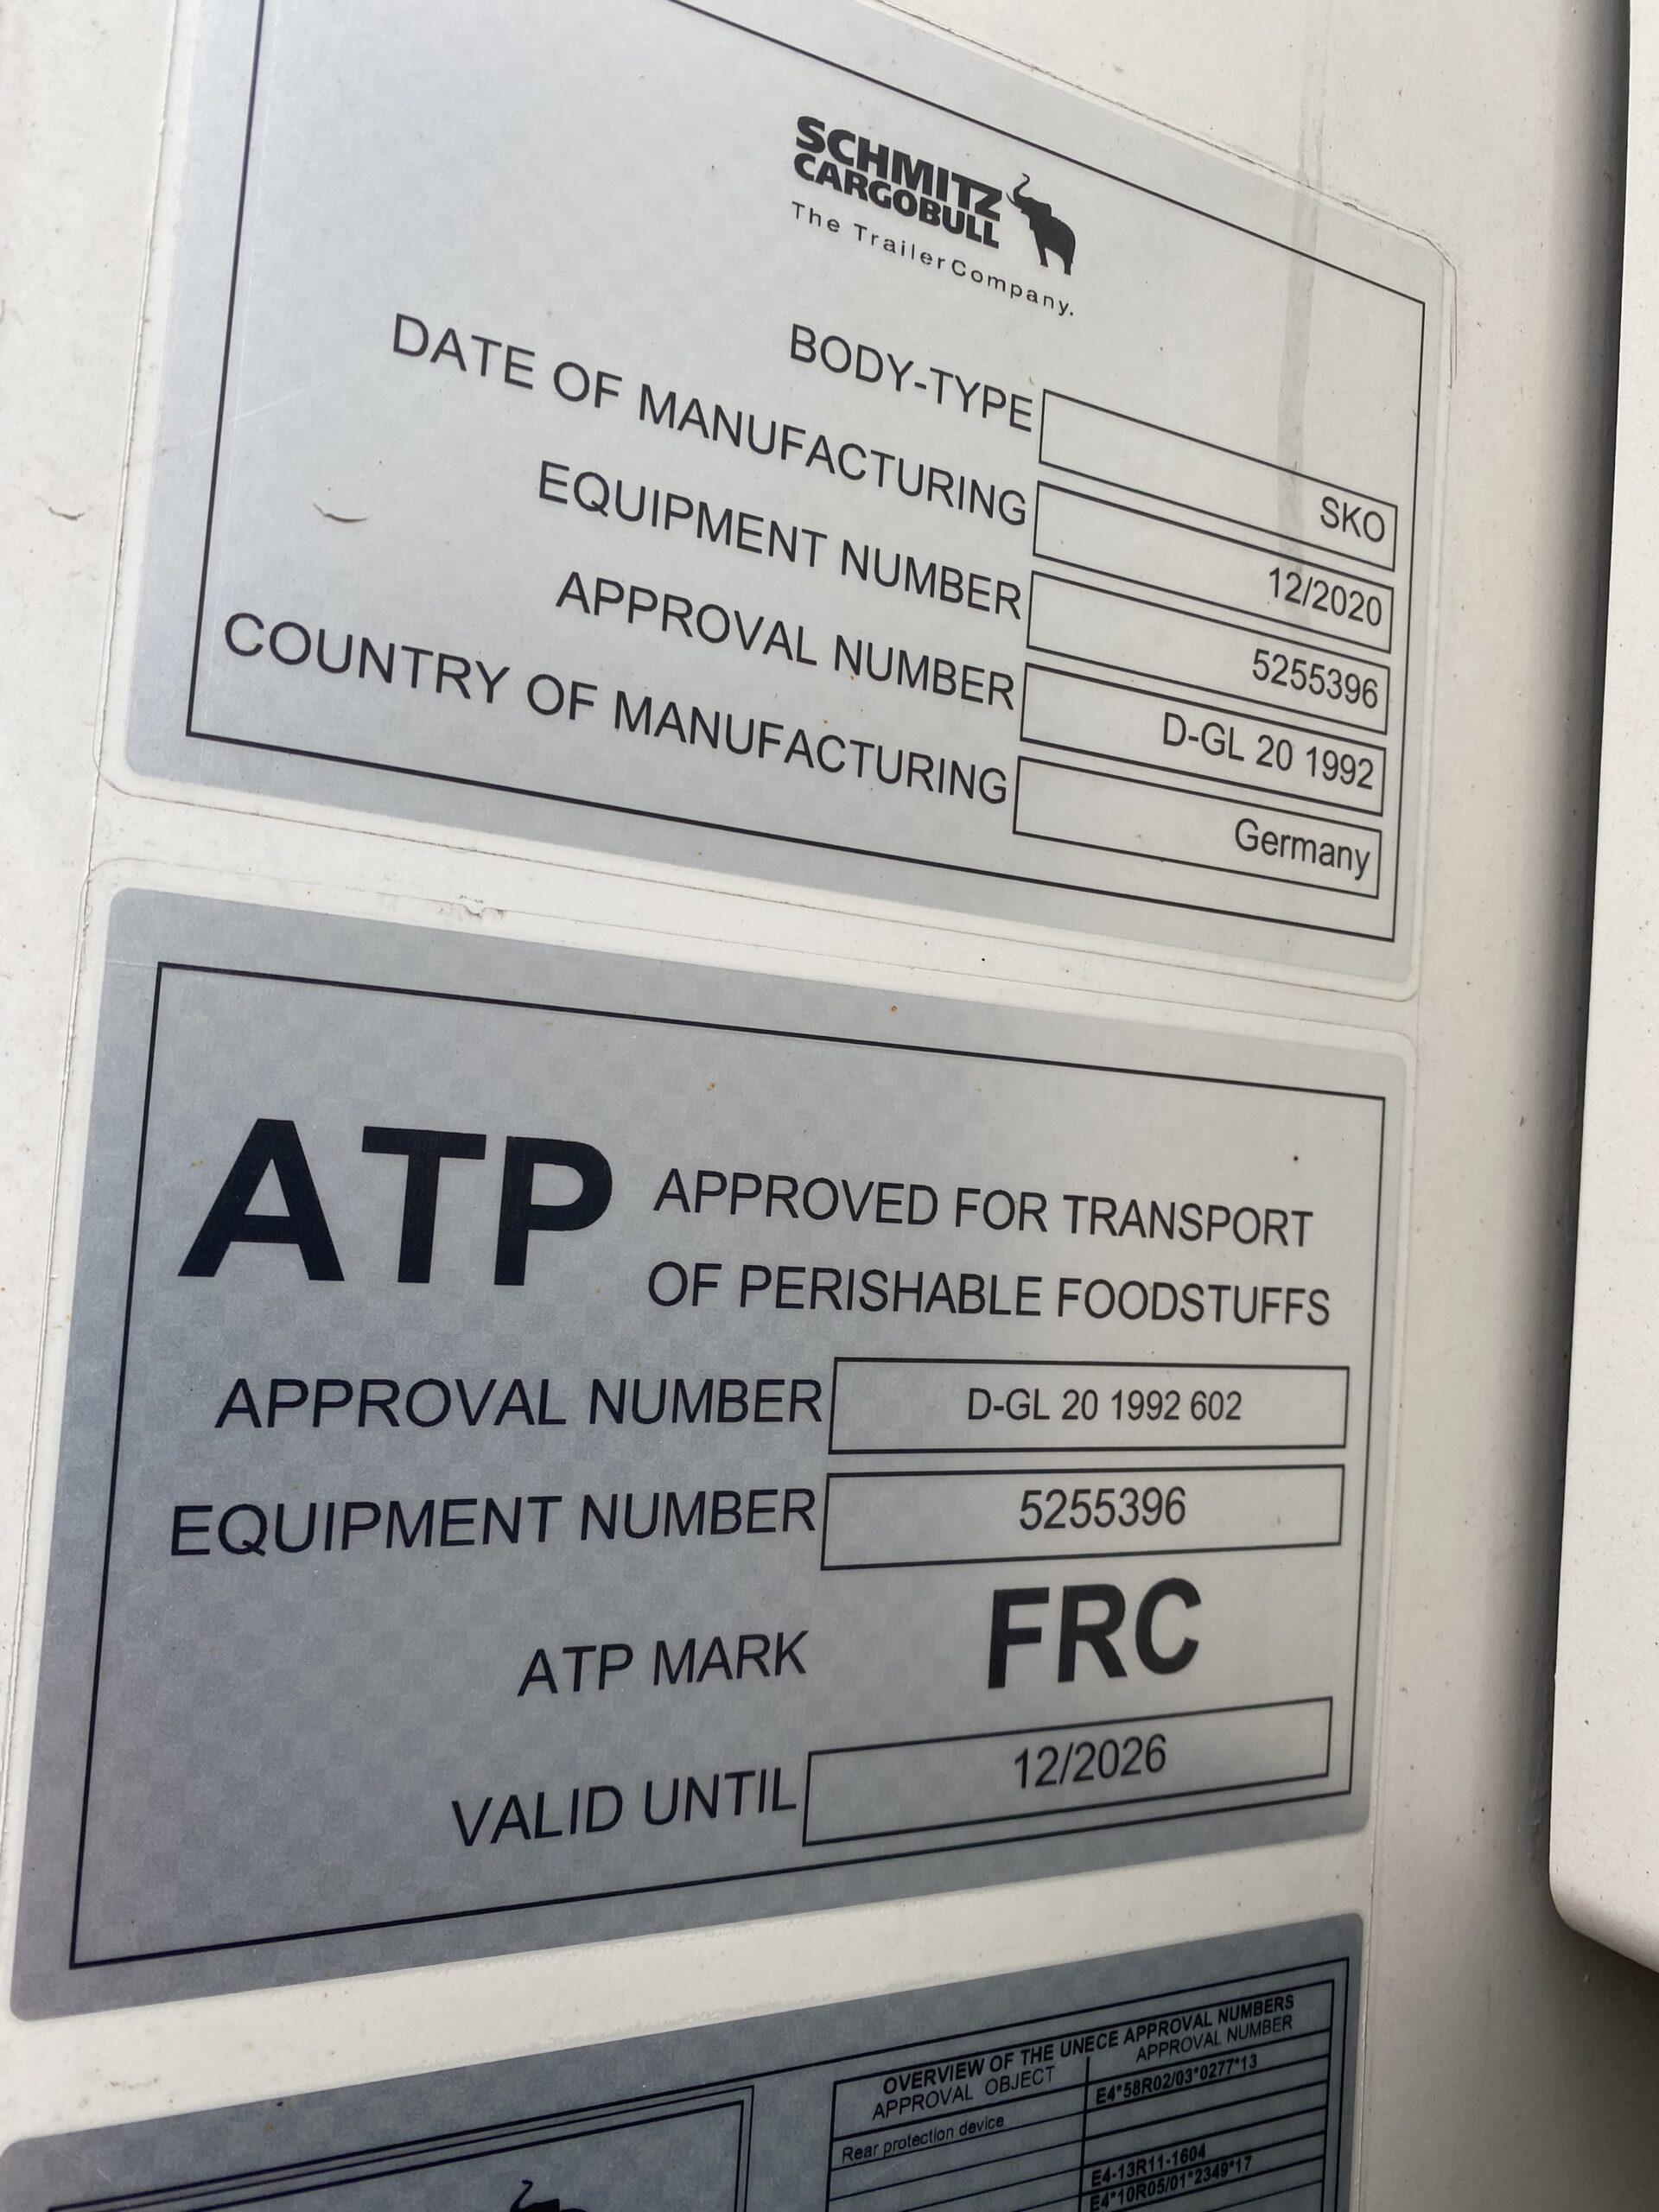 SCHMITZ
CARGOBULL
The TrailerCompany.
BODY-TYPE SKO
DATE OF MANUFACTURING 12/2020
EQUIPMENT NUMBER 5255396
APPROVAL NUMBER D-GL 20 1992
COUNTRY OF MANUFACTURING Germany
ATP APPROVED FOR TRANSPORT
OF PERISHABLE FOODSTUFFS
APPROVAL NUMBER D-GL 20 1992 602
EQUIPMENT NUMBER 5255396
ATP MARK FRC
VALID UNTIL 12/2026
OVERVIEW OF THE UNECE APPROVAL NUMBERS
APPROVAL OBJECT APPROVAL NUMBER
Rear protection device E4*58R02/03*0277*13
E4-13R11-1604
E4*10R05/01*2349*17